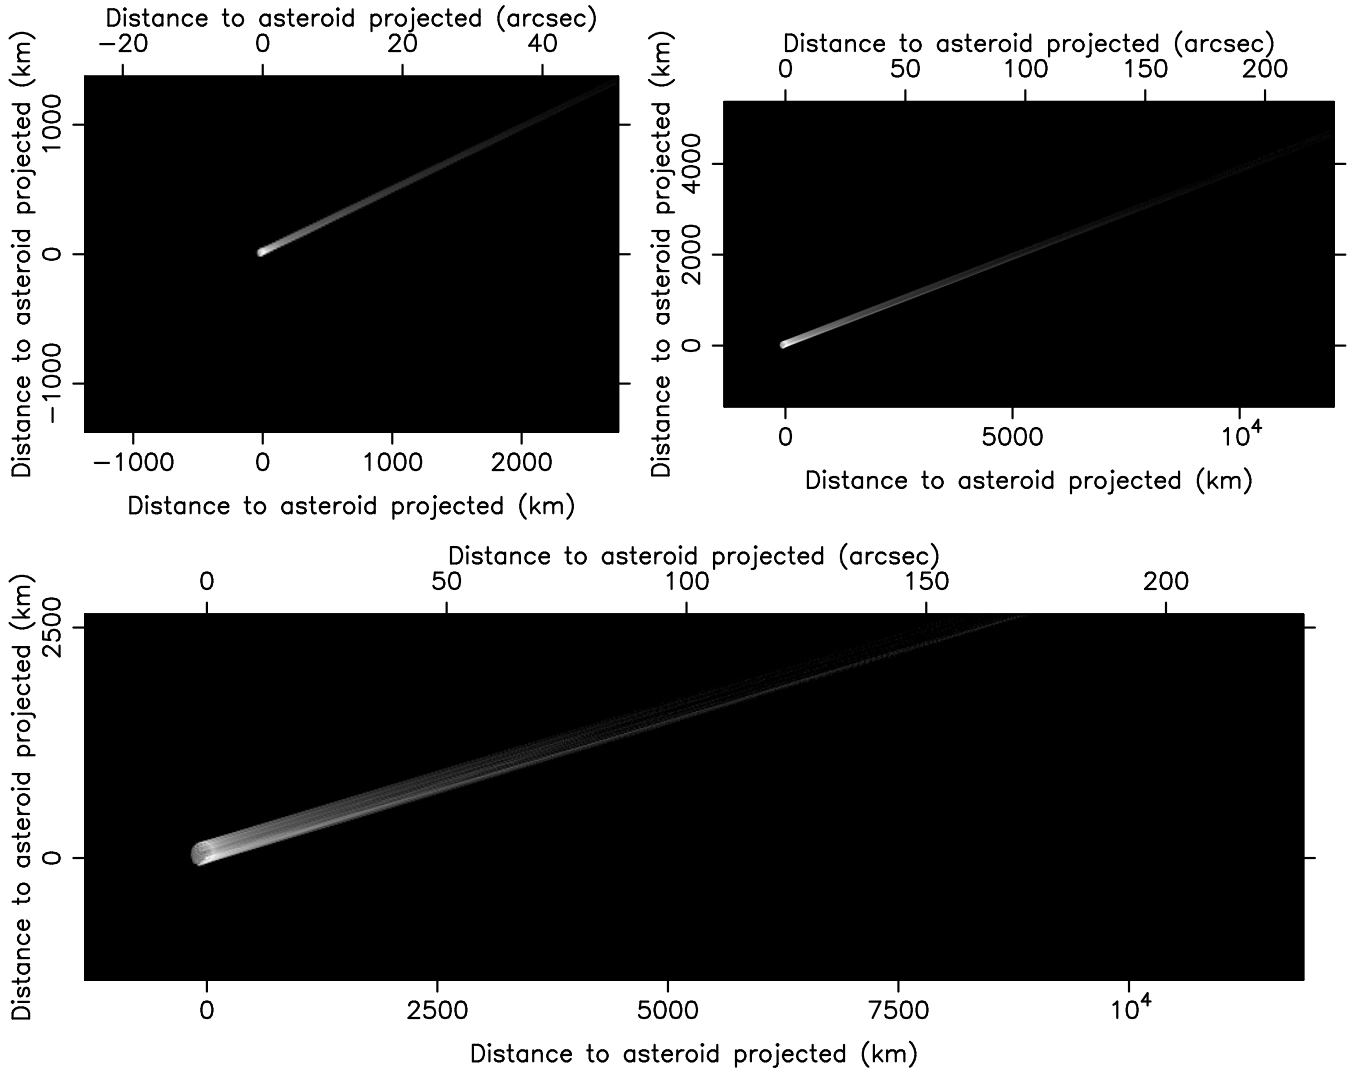 Distance to asteroid projected (arcsec)
−20 0 20 40
Distance to asteroid projected (km)
1000
0
−1000
−1000 0 1000 2000
Distance to asteroid projected (km)
Distance to asteroid projected (arcsec)
0 50 100 150 200
Distance to asteroid projected (km)
4000
2000
0
0 5000 10⁴
Distance to asteroid projected (km)
Distance to asteroid projected (arcsec)
0 50 100 150 200
Distance to asteroid projected (km)
2500
0
0 2500 5000 7500 10⁴
Distance to asteroid projected (km)